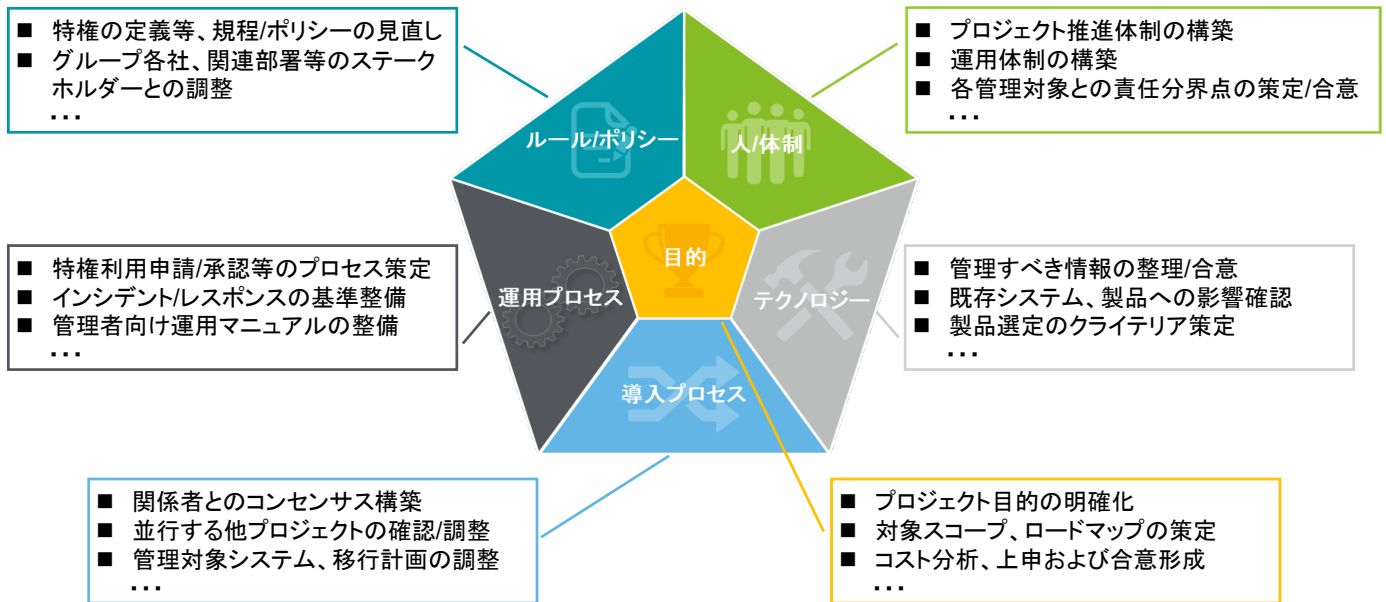 ■ 特権の定義等、規程/ポリシーの見直し
■ グループ各社、関連部署等のステーク
ホルダーとの調整
・・・
■ プロジェクト推進体制の構築
■ 運用体制の構築
■ 各管理対象との責任分界点の策定/合意
・・・
ルール/ポリシー
人/体制
■ 特権利用申請/承認等のプロセス策定
■ インシデント/レスポンスの基準整備
■ 管理者向け運用マニュアルの整備
・・・
運用プロセス
目的
テクノロジー
■ 管理すべき情報の整理/合意
■ 既存システム、製品への影響確認
■ 製品選定のクライテリア策定
・・・
導入プロセス
■ 関係者とのコンセンサス構築
■ 並行する他プロジェクトの確認/調整
■ 管理対象システム、移行計画の調整
・・・
■ プロジェクト目的の明確化
■ 対象スコープ、ロードマップの策定
■ コスト分析、上申および合意形成
・・・